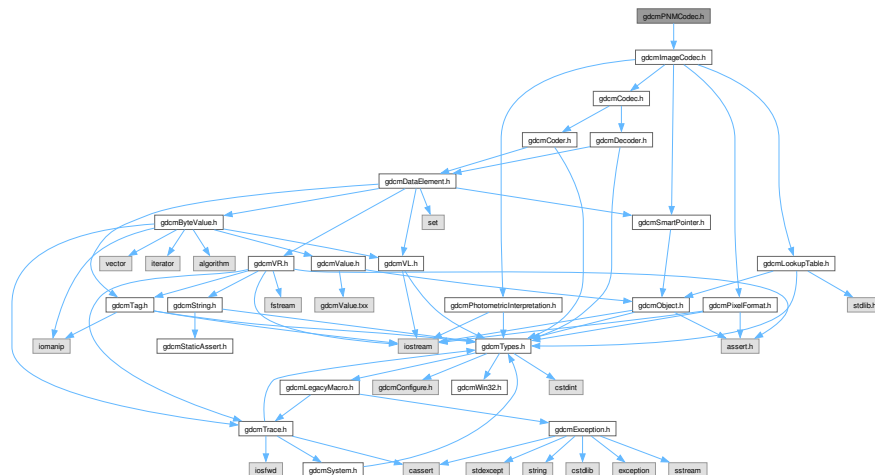 gdcmPNMCodec.h
gdcmImageCodec.h
gdcmCodec.h
gdcmCoder.h
gdcmDecoder.h
gdcmDataElement.h
gdcmByteValue.h
set
gdcmSmartPointer.h
vector
iterator
algorithm
gdcmVR.h
gdcmValue.h
gdcmVL.h
gdcmLookupTable.h
gdcmTag.h
gdcmString.h
fstream
gdcmValue.txx
gdcmPhotometricInterpretation.h
gdcmObject.h
gdcmPixelFormat.h
stdlib.h
iomanip
gdcmStaticAssert.h
iostream
gdcmTypes.h
assert.h
gdcmLegacyMacro.h
gdcmConfigure.h
gdcmWin32.h
cstdint
gdcmTrace.h
gdcmException.h
iosfwd
gdcmSystem.h
cassert
stdexcept
string
cstdlib
exception
sstream